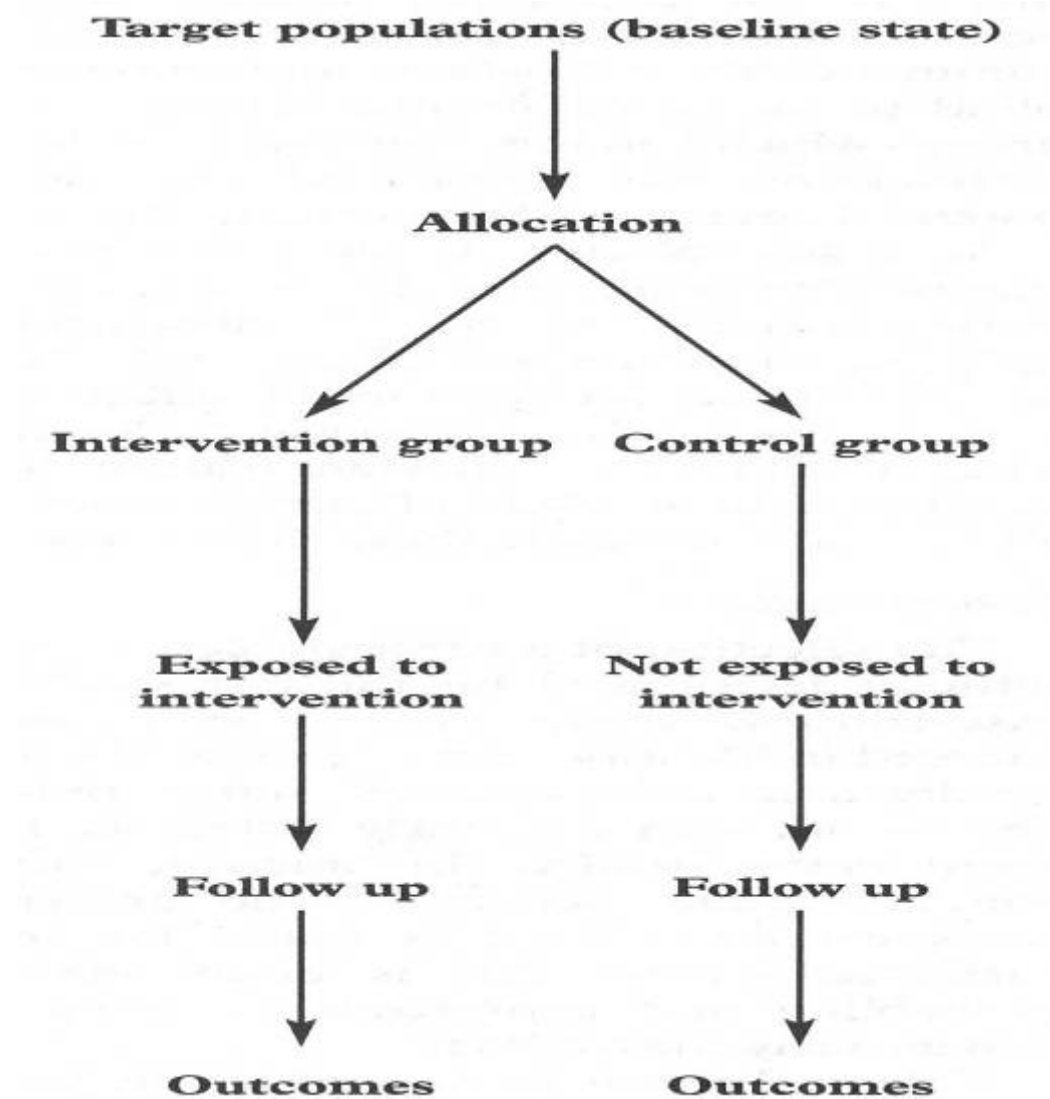 Target populations (baseline state)
Allocation
Intervention group
Control group
Exposed to
intervention
Not exposed to
intervention
Follow up
Follow up
Outcomes
Outcomes